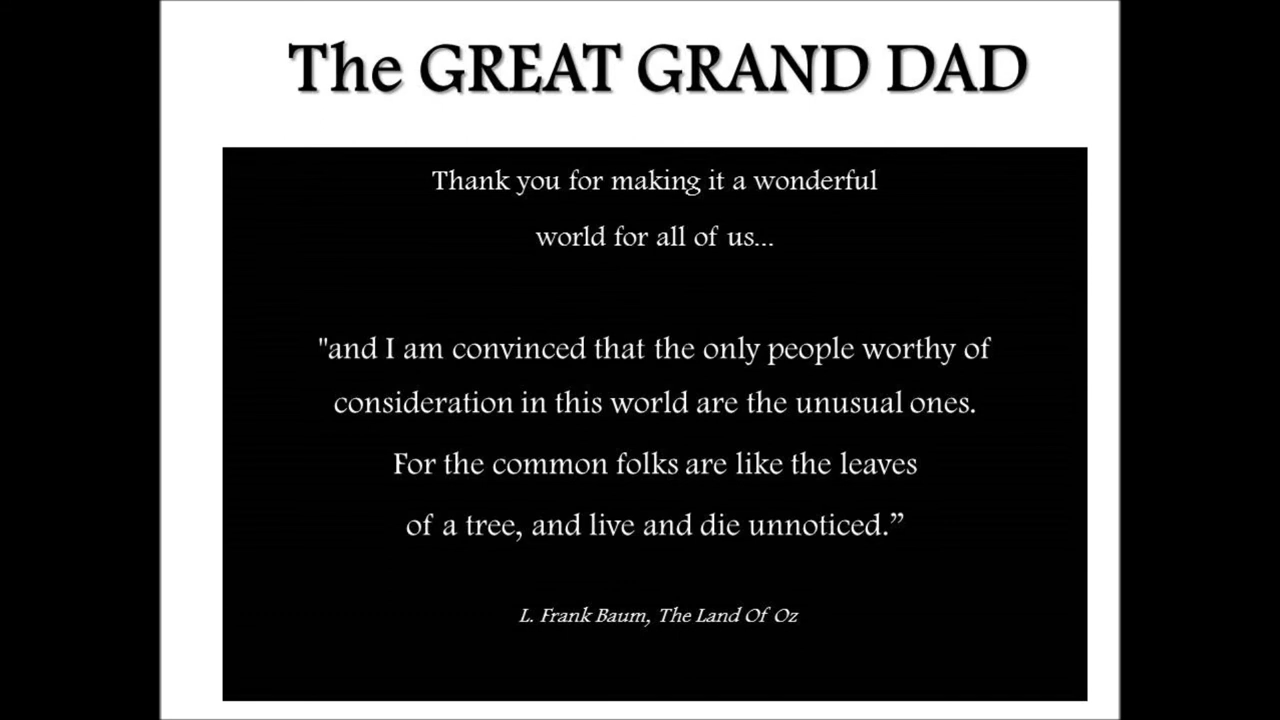 The GREAT GRAND DAD
Thank you for making it a wonderful
world for all of us...
"and I am convinced that the only people worthy of
consideration in this world are the unusual ones.
For the common folks are like the leaves
of a tree, and live and die unnoticed.”
L. Frank Baum, The Land Of Oz